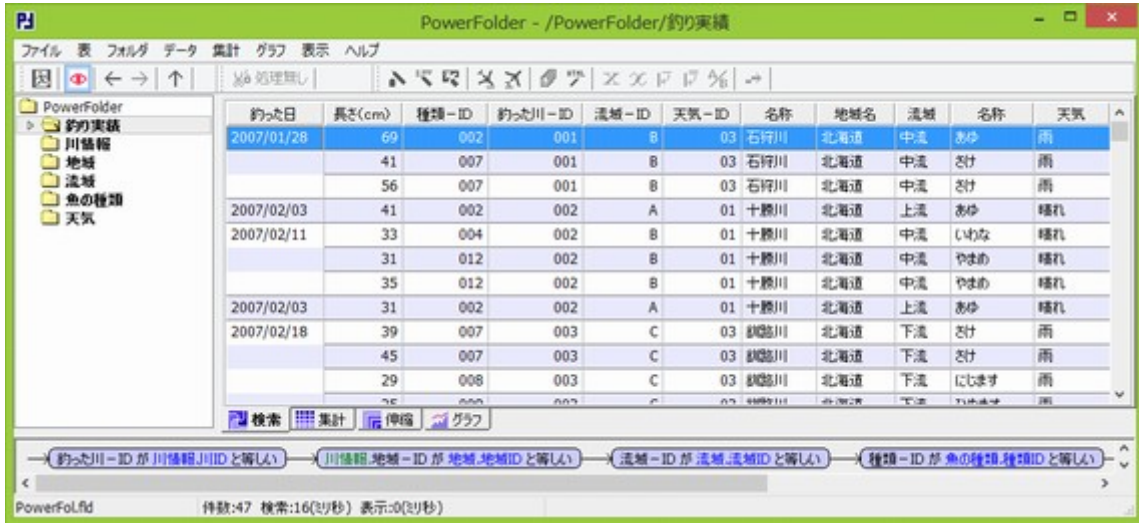 PowerFolder - /PowerFolder/釣り実績
ファイル 表 フォルダ データ 集計 グラフ 表示 ヘルプ
処理無し
PowerFolder
釣り実績
川情報
地域
流域
魚の種類
天気
釣った日 長さ(cm) 種類-ID 釣った川-ID 流域-ID 天気-ID 名称 地域名 流域 名称 天気
2007/01/28 69 002 001 B 03 石狩川 北海道 中流 あゆ 雨
41 007 001 B 03 石狩川 北海道 中流 さけ 雨
56 007 001 B 03 石狩川 北海道 中流 さけ 雨
2007/02/03 41 002 002 A 01 十勝川 北海道 上流 あゆ 晴れ
2007/02/11 33 004 002 B 01 十勝川 北海道 中流 いわな 晴れ
31 012 002 B 01 十勝川 北海道 中流 やまめ 晴れ
35 012 002 B 01 十勝川 北海道 中流 やまめ 晴れ
2007/02/03 31 002 002 A 01 十勝川 北海道 上流 あゆ 晴れ
2007/02/18 39 007 003 C 03 釧路川 北海道 下流 さけ 雨
45 007 003 C 03 釧路川 北海道 下流 さけ 雨
29 008 003 C 03 釧路川 北海道 下流 にじます 雨
検索 集計 伸縮 グラフ
釣った川-ID が 川情報.川ID と等しい 川情報.地域-ID が 地域.地域ID と等しい 流域-ID が 流域.流域ID と等しい 種類-ID が 魚の種類.種類ID と等しい
PowerFol.fld 件数:47 検索:16(ミリ秒) 表示:0(ミリ秒)